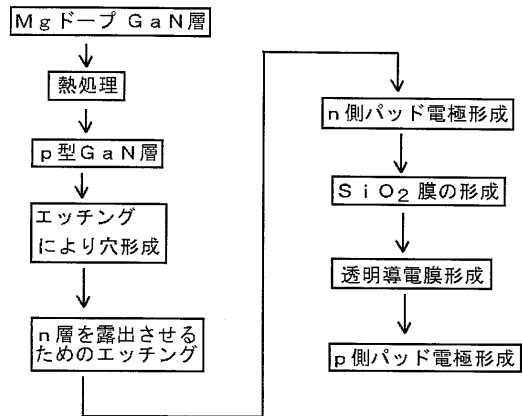 MgドープGaN層
熱処理
p型GaN層
エッチング
により穴形成
n層を露出させる
ためのエッチング
n側パッド電極形成
SiO2膜の形成
透明導電膜形成
p側パッド電極形成